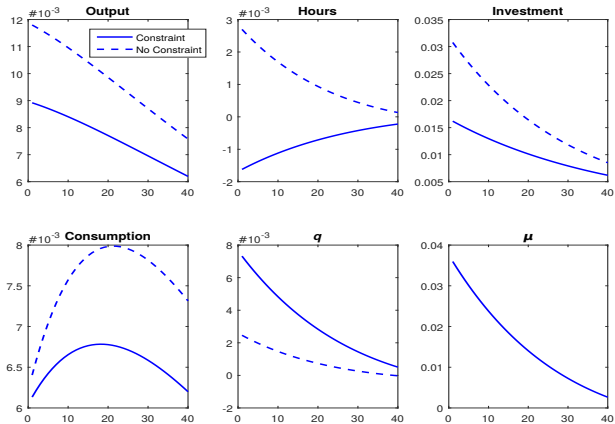 Output
#10^-3
12
11
10
9
8
7
6
0 10 20 30 40
Constraint
No Constraint
Hours
#10^-3
3
2
1
0
-1
-2
0 10 20 30 40
Investment
0.035
0.03
0.025
0.02
0.015
0.01
0.005
0 10 20 30 40
Consumption
#10^-3
8
7.5
7
6.5
6
0 10 20 30 40
q
#10^-3
8
6
4
2
0
-2
0 10 20 30 40
μ
0.04
0.03
0.02
0.01
0
0 10 20 30 40